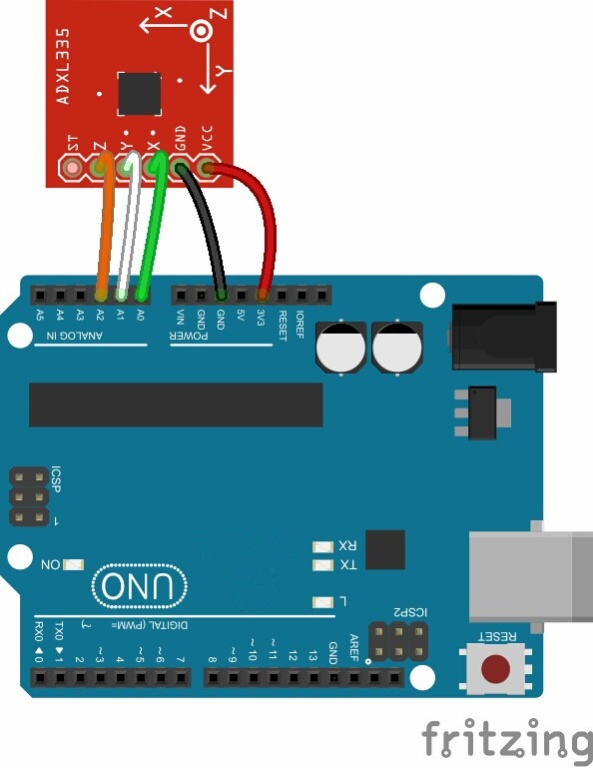 X
Z
Y
ADXL335
ST
Z
Y
X
GND
VCC
A5
A4
A3
A2
A1
A0
VIN
GND
GND
5V
3V3
RESET
IOREF
ANALOG IN
POWER
ICSP
1
ON
UNO
RX
TX
L
ICSP2
RESET
DIGITAL (PWM=
~
)
RX0
TX0
0
1
2
~3
4
~5
~6
7
8
~9
~10
~11
12
13
GND
AREF
fritzing